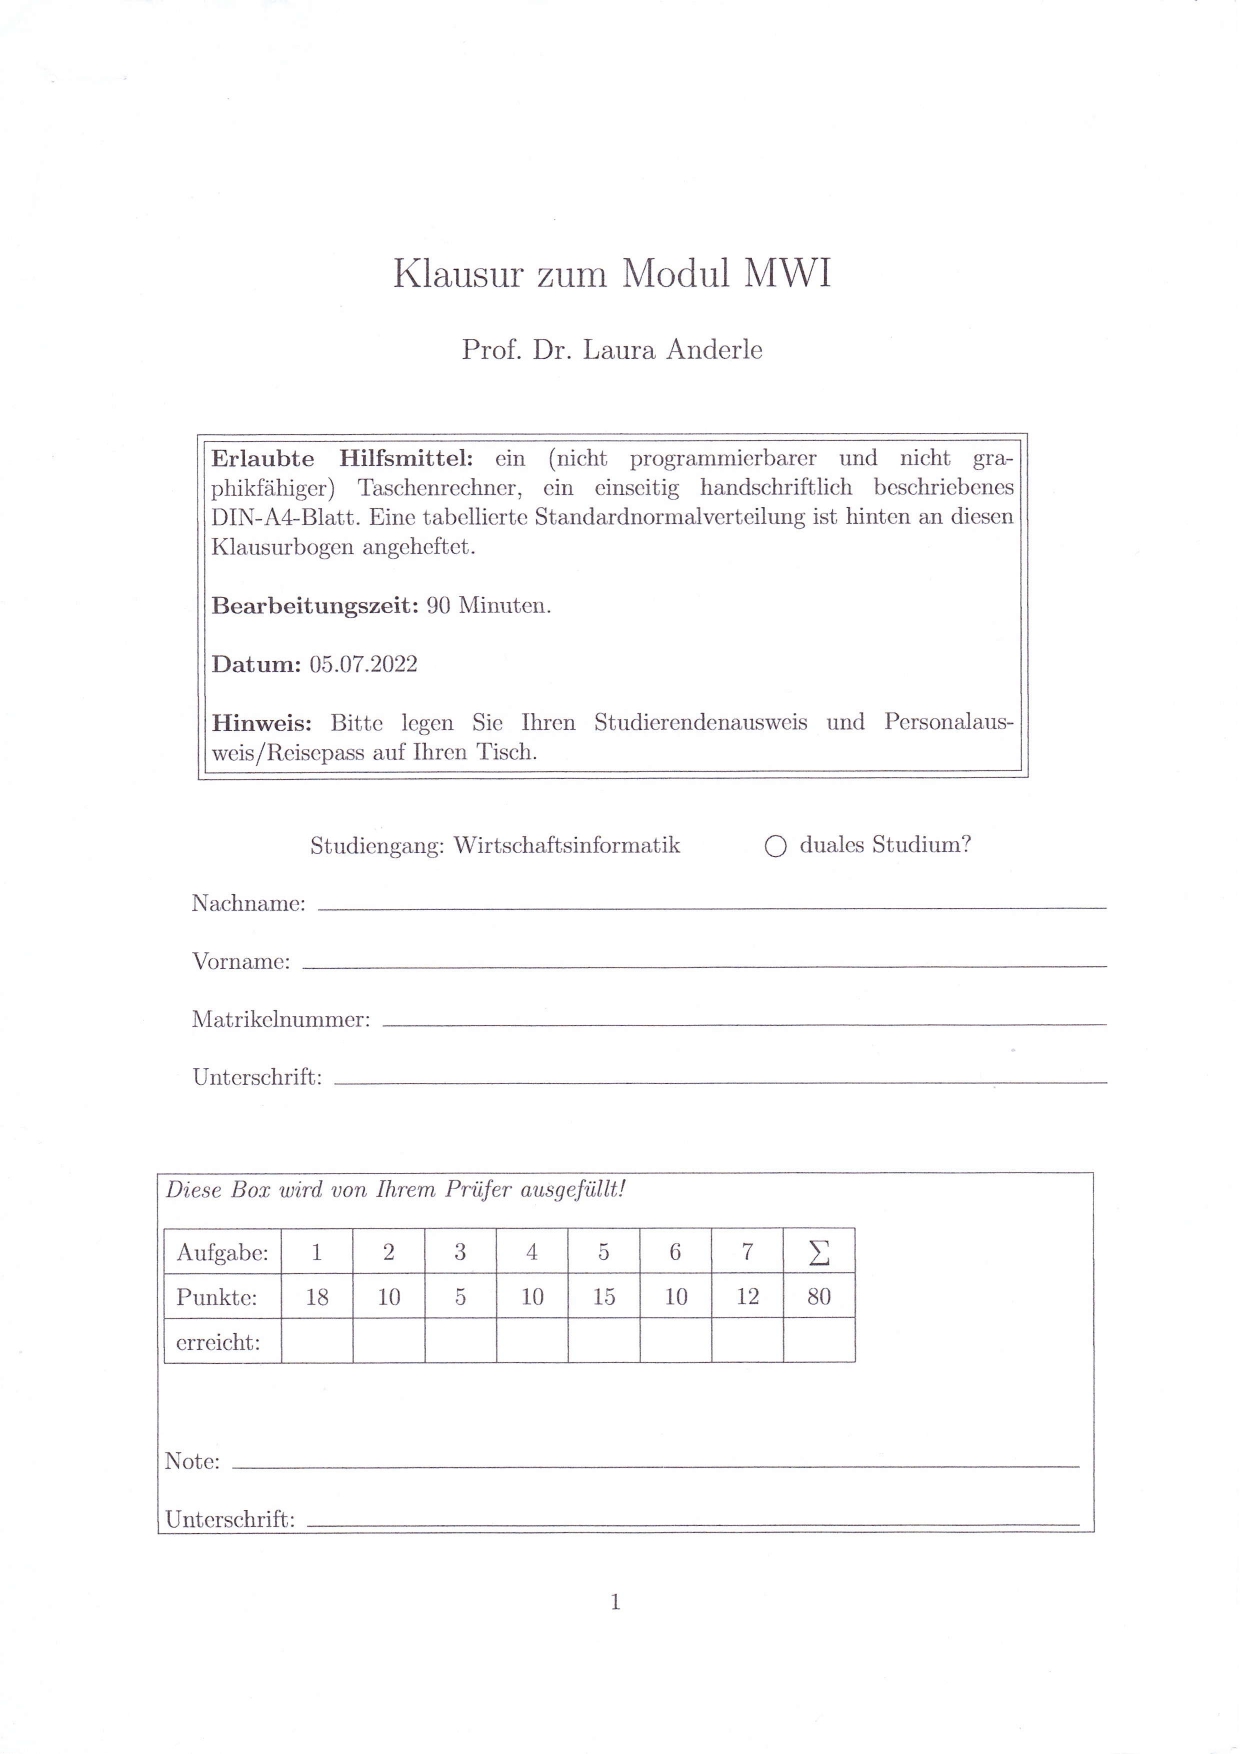 Klausur zum Modul MWI
Prof. Dr. Laura Anderle
Erlaubte Hilfsmittel: ein (nicht programmierbarer und nicht gra-
phikfähiger) Taschenrechner, ein einseitig handschriftlich beschriebenes
DIN-A4-Blatt. Eine tabellierte Standardnormalverteilung ist hinten an diesen
Klausurbogen angeheftet.
Bearbeitungszeit: 90 Minuten.
Datum: 05.07.2022
Hinweis: Bitte legen Sie Ihren Studierendenausweis und Personalaus-
weis/Reisepass auf Ihren Tisch.
Studiengang: Wirtschaftsinformatik ○ duales Studium?
Nachname:
Vorname:
Matrikelnummer:
Unterschrift:
Diese Box wird von Ihrem Prüfer ausgefüllt!
Aufgabe: 1 2 3 4 5 6 7 ∑
Punkte: 18 10 5 10 15 10 12 80
erreicht:
Note:
Unterschrift:
1